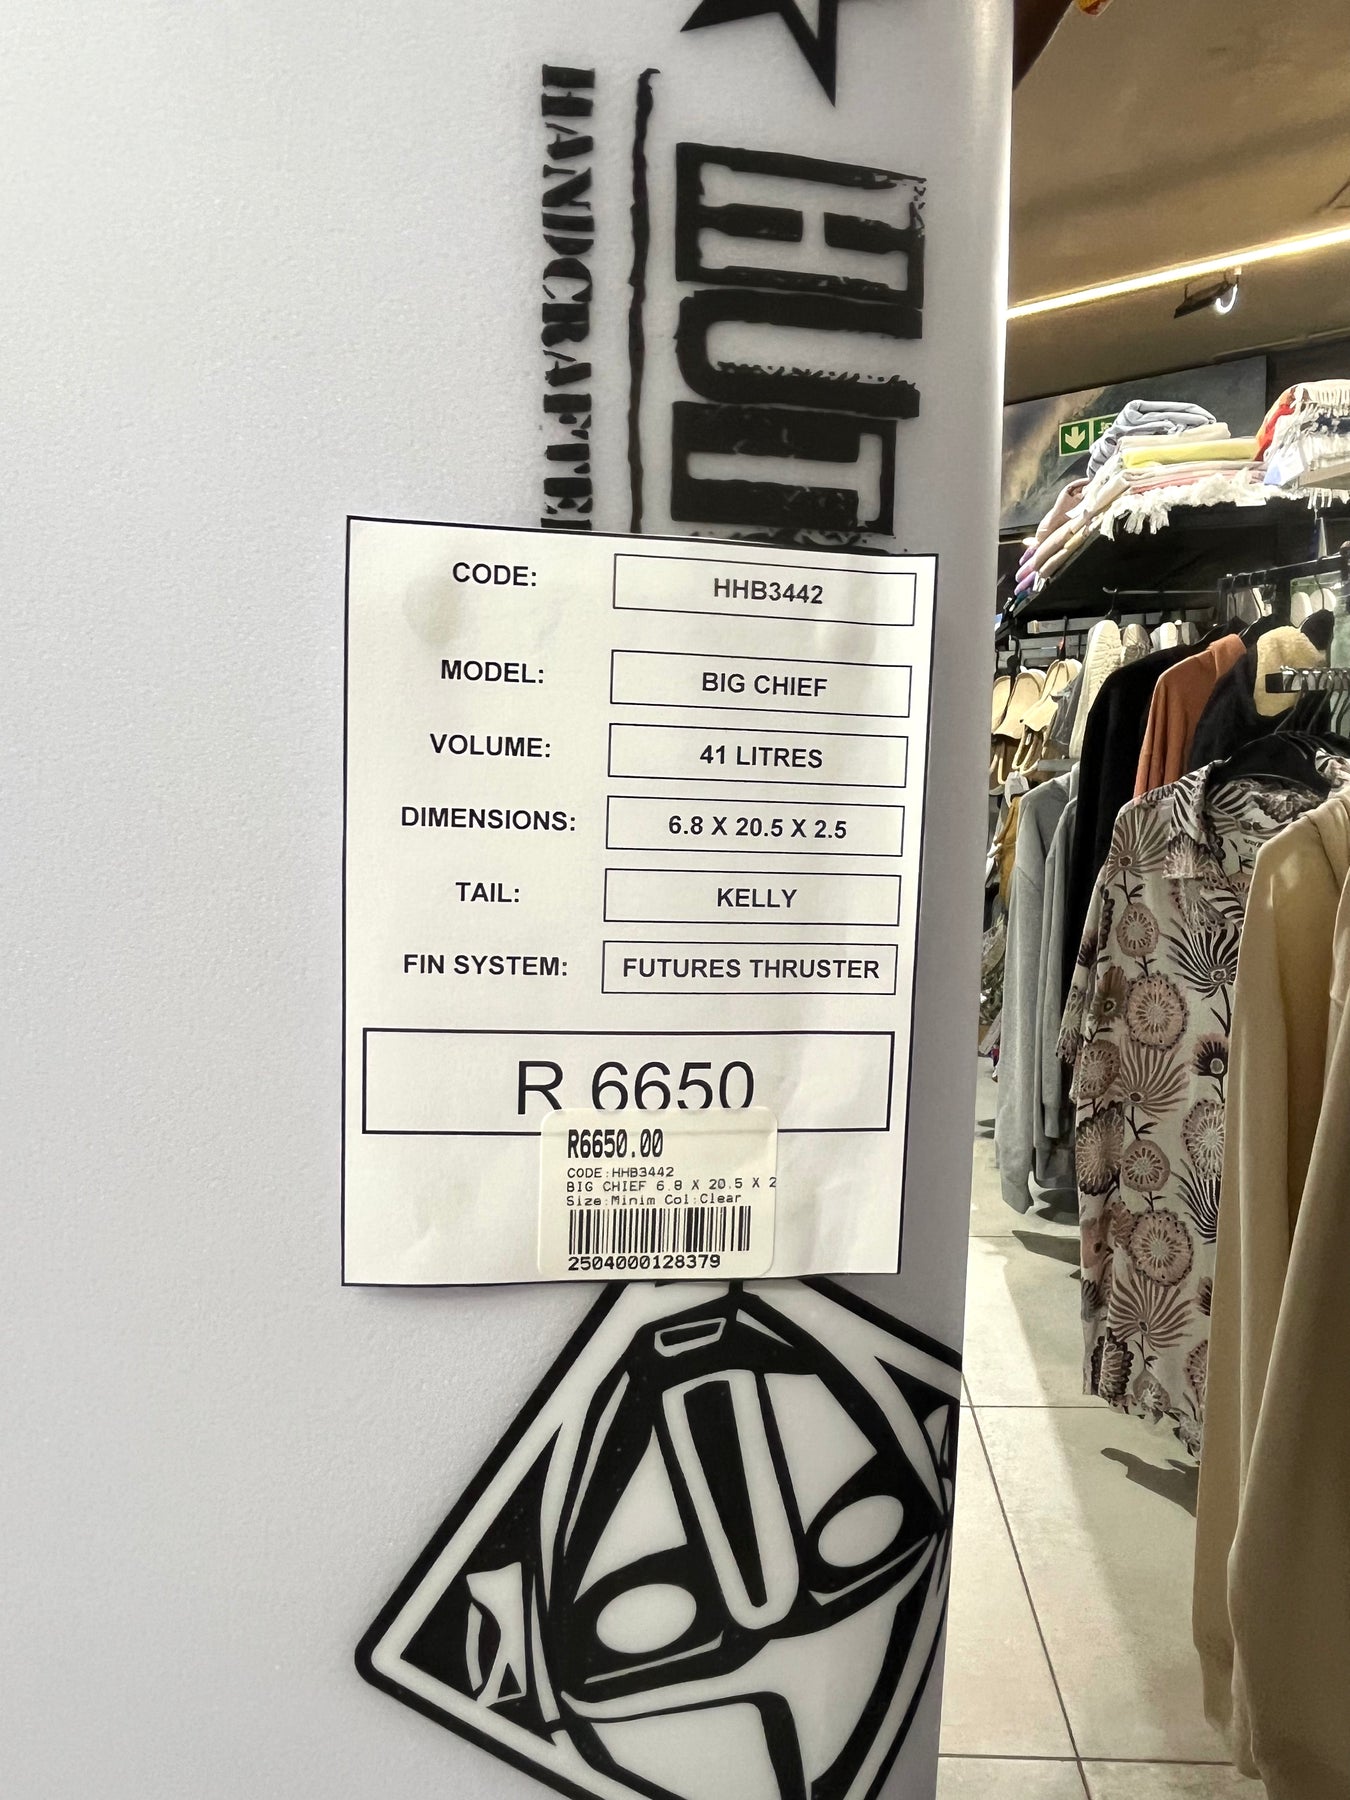 HUT
HANDCRAFTE
CODE: HHB3442
MODEL: BIG CHIEF
VOLUME: 41 LITRES
DIMENSIONS: 6.8 X 20.5 X 2.5
TAIL: KELLY
FIN SYSTEM: FUTURES THRUSTER
R 6650
R6650.00
CODE:HHB3442
BIG CHIEF 6.8 X 20.5 X 2
Size:Minim Col:Clear
2504000128379